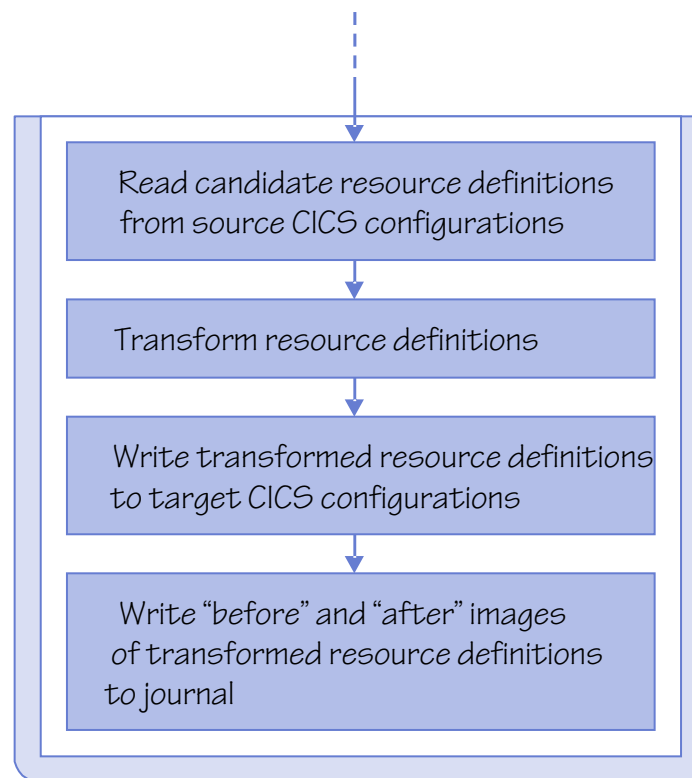 Read candidate resource definitions
from source CICS configurations
Transform resource definitions
Write transformed resource definitions
to target CICS configurations
Write “before” and “after” images
of transformed resource definitions
to journal